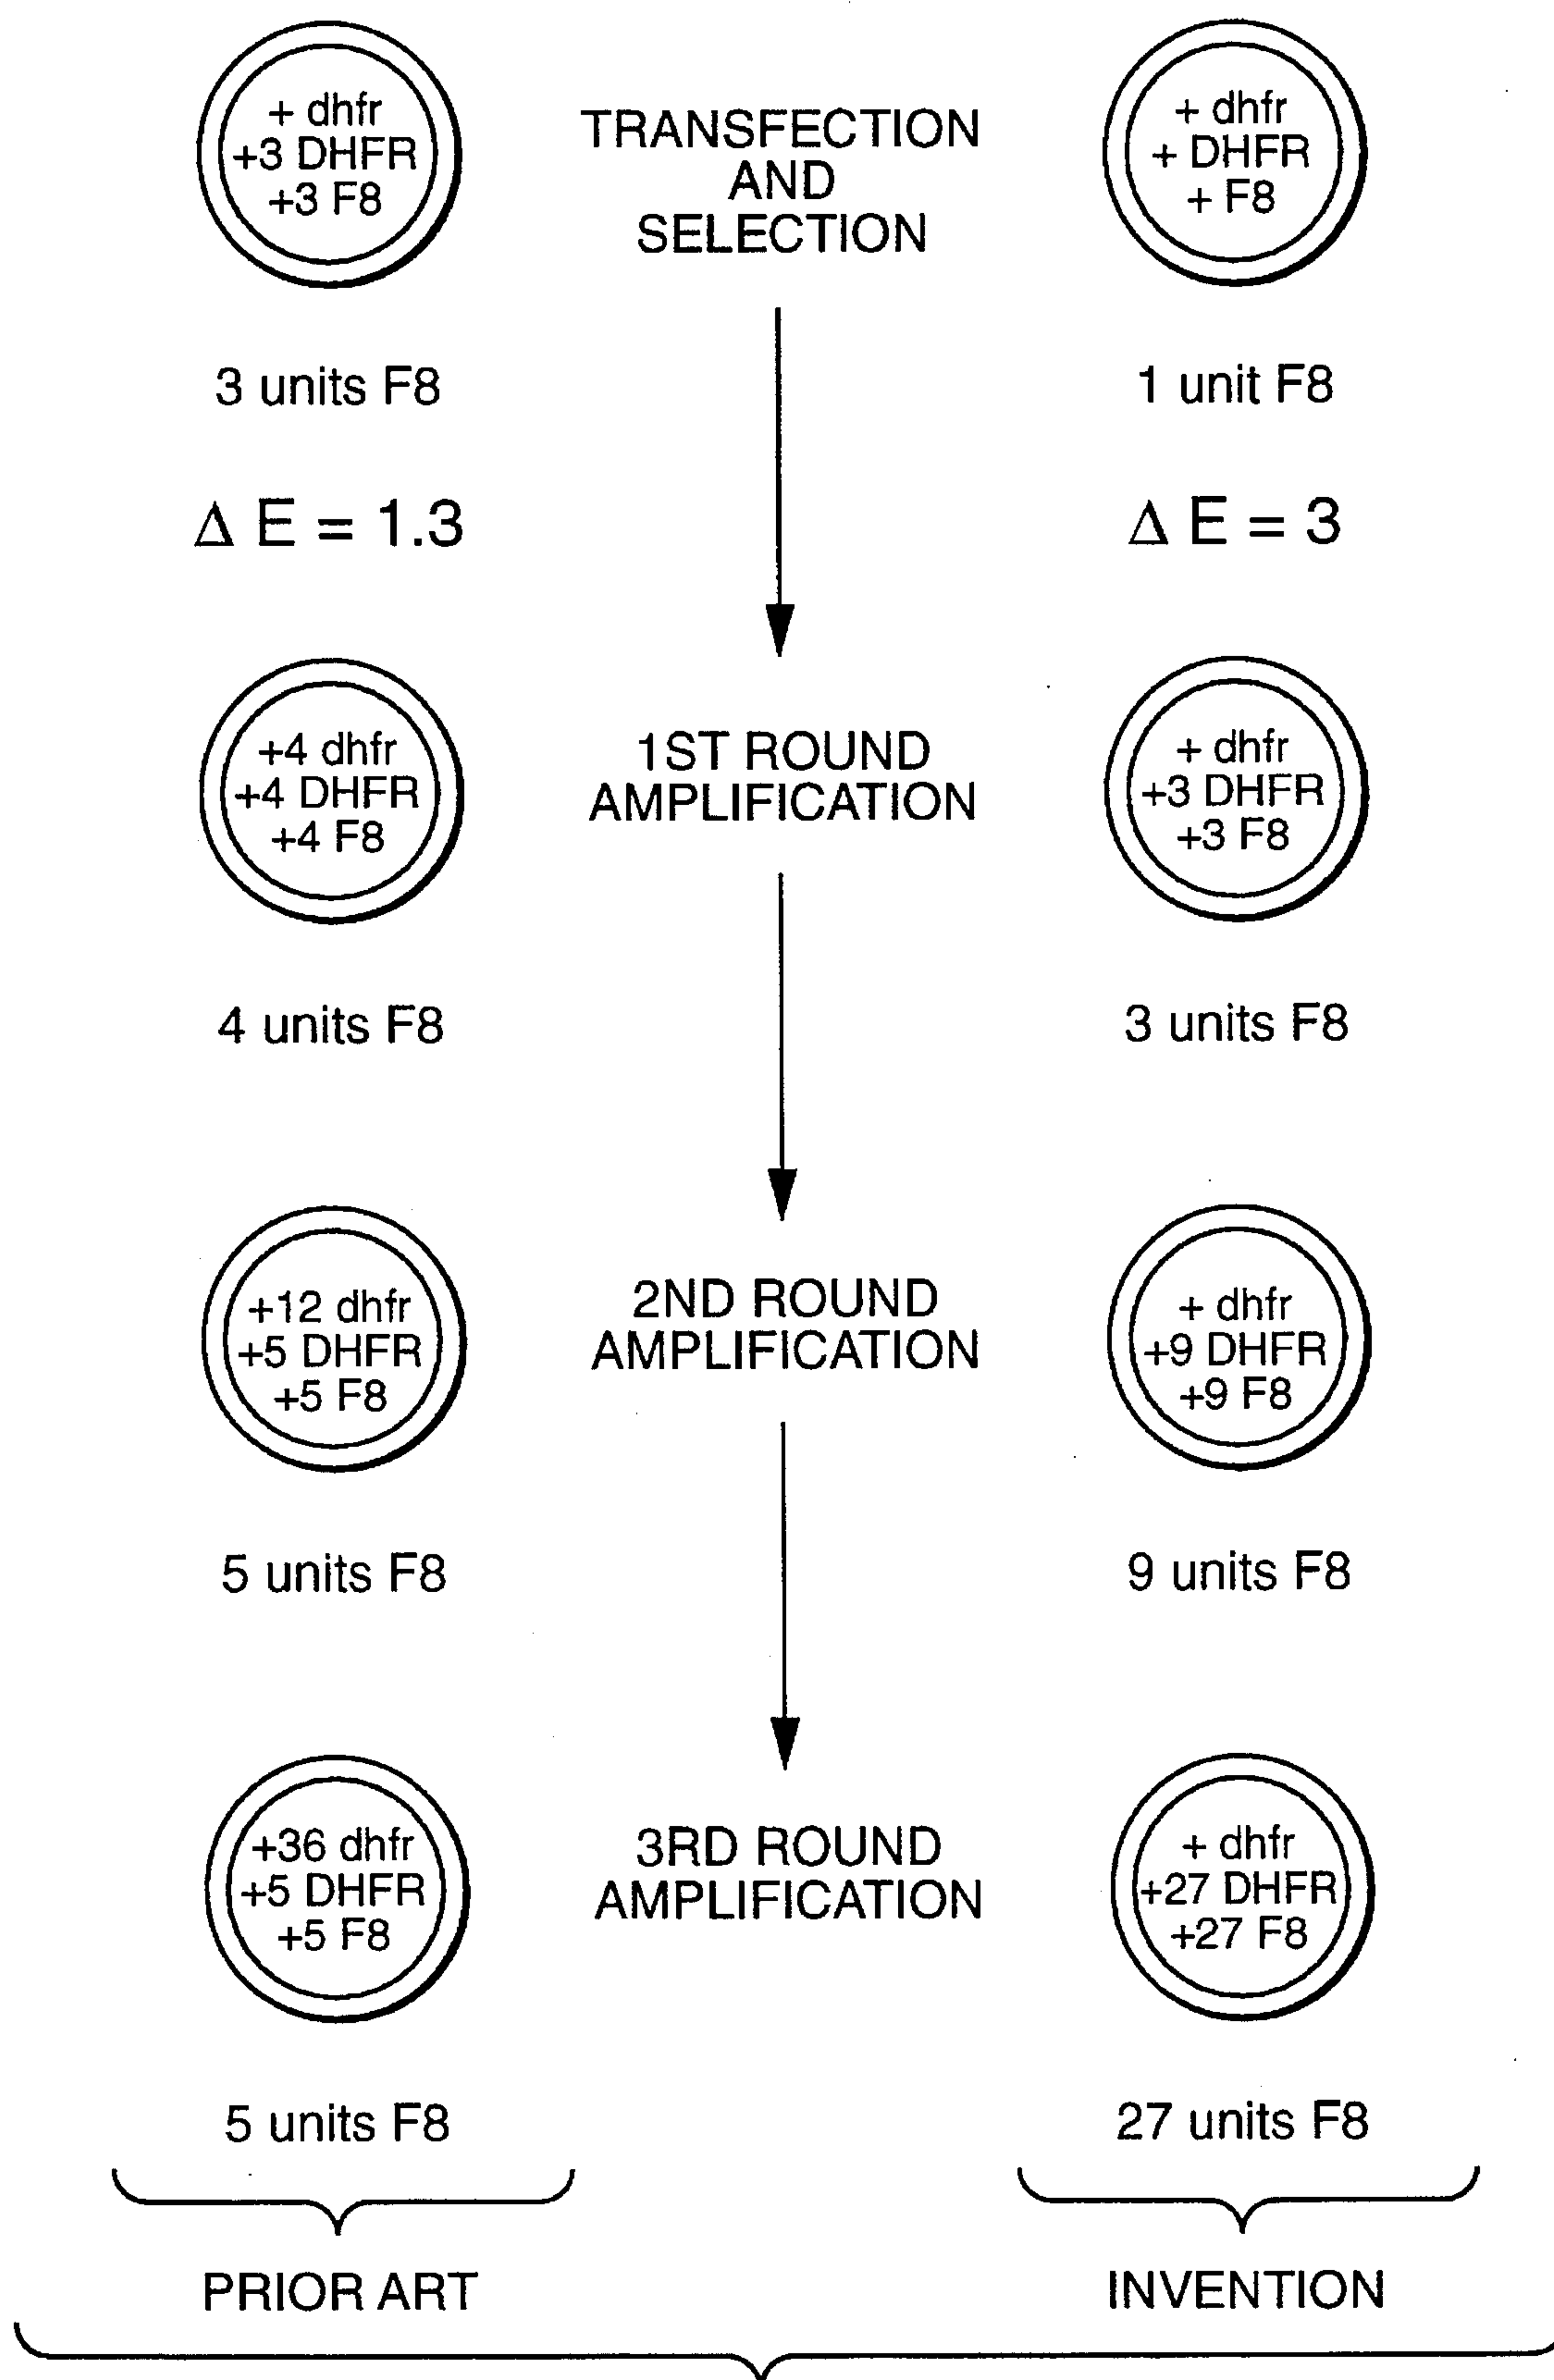 + dhfr
+3 DHFR
+3 F8
TRANSFECTION
AND
SELECTION
+ dhfr
+ DHFR
+ F8
3 units F8
1 unit F8
Δ E = 1.3
Δ E = 3
+4 dhfr
+4 DHFR
+4 F8
1ST ROUND
AMPLIFICATION
+ dhfr
+3 DHFR
+3 F8
4 units F8
3 units F8
+12 dhfr
+5 DHFR
+5 F8
2ND ROUND
AMPLIFICATION
+ dhfr
+9 DHFR
+9 F8
5 units F8
9 units F8
+36 dhfr
+5 DHFR
+5 F8
3RD ROUND
AMPLIFICATION
+ dhfr
+27 DHFR
+27 F8
5 units F8
27 units F8
PRIOR ART
INVENTION